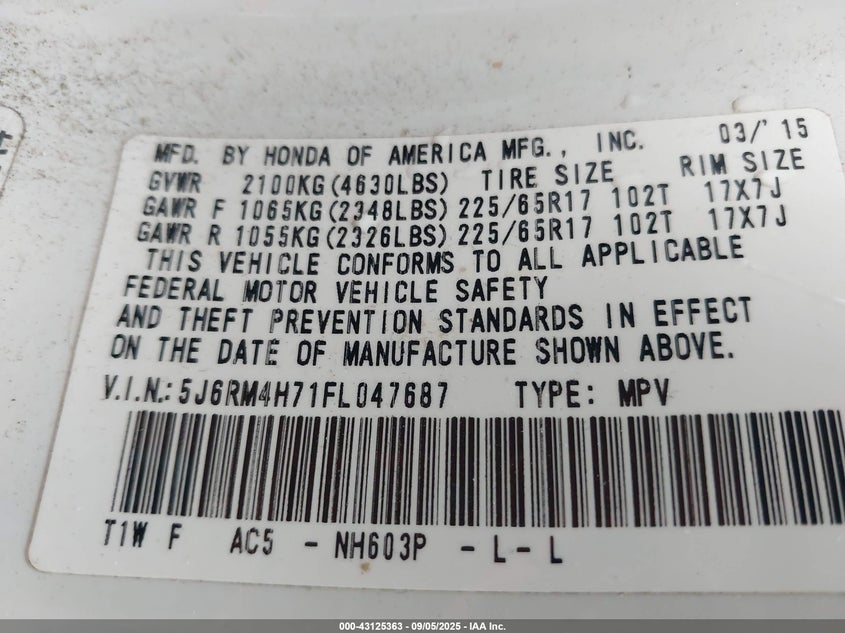 MFD. BY HONDA OF AMERICA MFG., INC. 03/'15
GVWR 2100KG(4630LBS) TIRE SIZE RIM SIZE
GAWR F 1065KG(2348LBS) 225/65R17 102T 17X7J
GAWR R 1055KG(2326LBS) 225/65R17 102T 17X7J
THIS VEHICLE CONFORMS TO ALL APPLICABLE
FEDERAL MOTOR VEHICLE SAFETY
AND THEFT PREVENTION STANDARDS IN EFFECT
ON THE DATE OF MANUFACTURE SHOWN ABOVE.
V.I.N.: 5J6RM4H71FL047687 TYPE: MPV
T1W F AC5 - NH603P - L - L
000-43125363 - 09/05/2025 - IAA Inc.